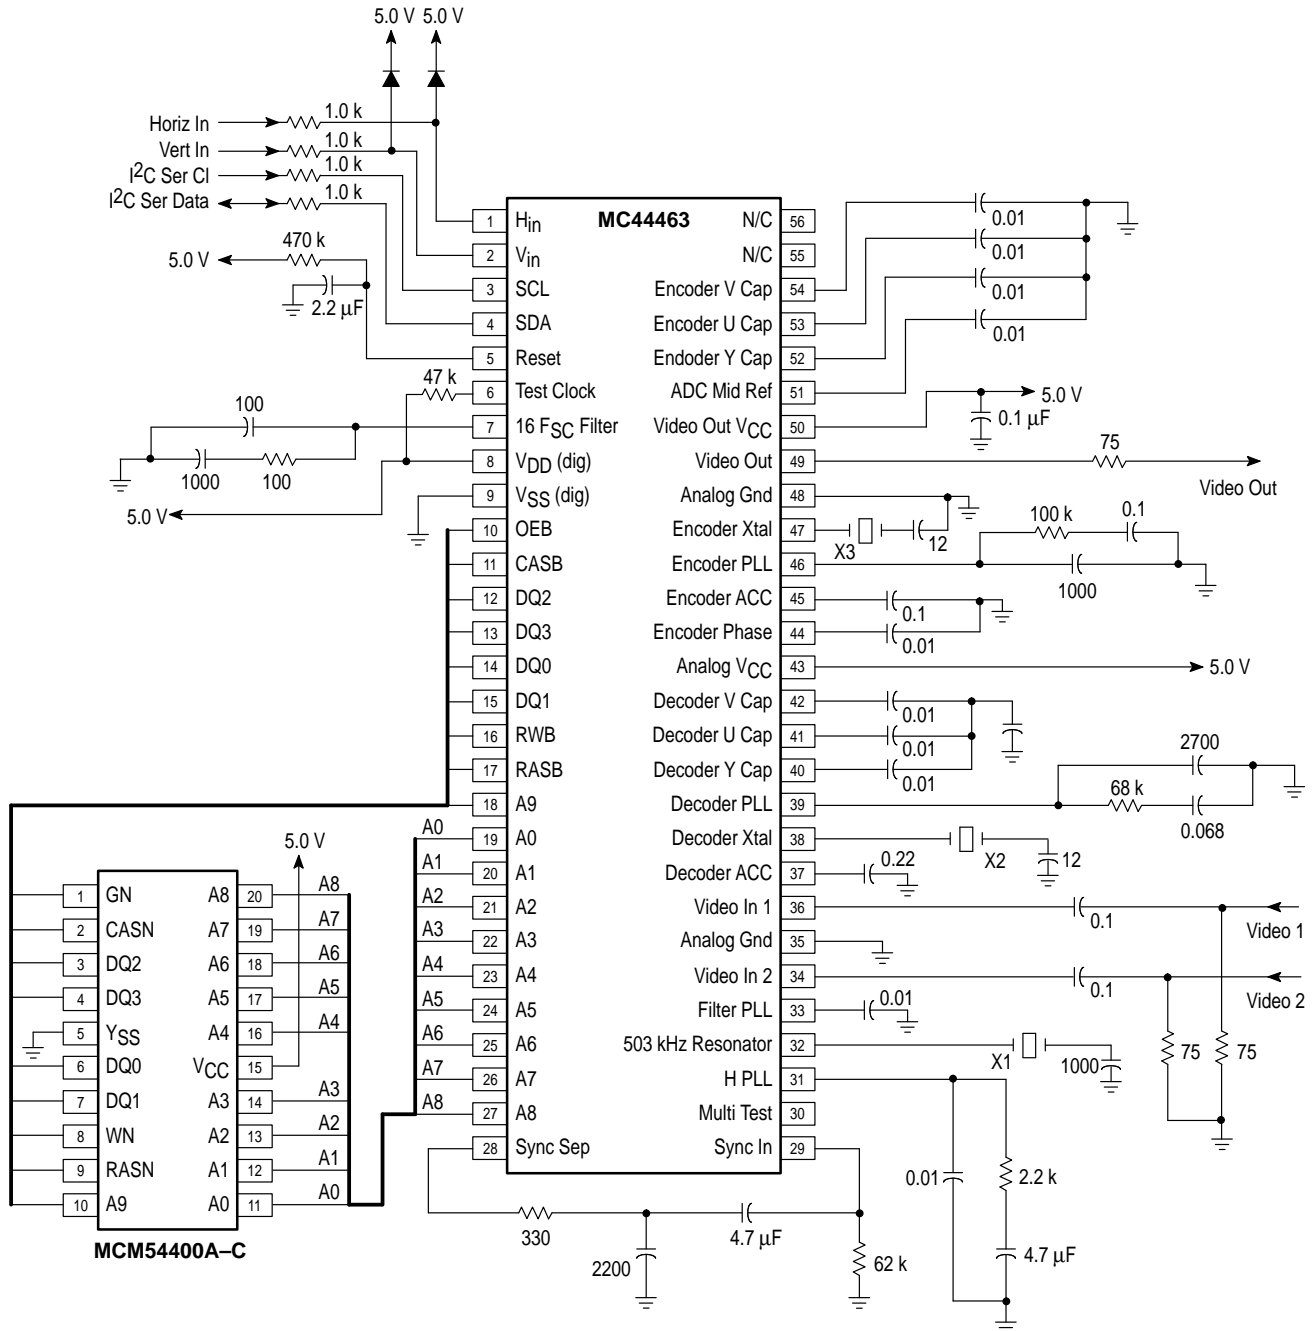 5.0 V 5.0 V
Horiz In 1.0 k
Vert In 1.0 k
I2C Ser Cl 1.0 k
I2C Ser Data 1.0 k
470 k
5.0 V
2.2 µF
47 k
100
1000 100
5.0 V
MC44463
1 Hin
2 Vin
3 SCL
4 SDA
5 Reset
6 Test Clock
7 16 FSC Filter
8 VDD (dig)
9 VSS (dig)
10 OEB
11 CASB
12 DQ2
13 DQ3
14 DQ0
15 DQ1
16 RWB
17 RASB
18 A9
A0 19 A0
A1 20 A1
A2 21 A2
A3 22 A3
A4 23 A4
A5 24 A5
A6 25 A6
A7 26 A7
A8 27 A8
28 Sync Sep
N/C 56
N/C 55
Encoder V Cap 54 0.01
Encoder U Cap 53 0.01
Endoder Y Cap 52 0.01
ADC Mid Ref 51 0.01
Video Out VCC 50 5.0 V
0.1 µF
Video Out 49 75
Video Out
Analog Gnd 48
Encoder Xtal 47 X3 12
Encoder PLL 46 100 k 0.1
1000
Encoder ACC 45 0.1
Encoder Phase 44 0.01
Analog VCC 43 5.0 V
Decoder V Cap 42 0.01
Decoder U Cap 41 0.01
Decoder Y Cap 40 0.01
2700
Decoder PLL 39 68 k
0.068
Decoder Xtal 38 X2 12
Decoder ACC 37 0.22
Video In 1 36 0.1 Video 1
Analog Gnd 35
Video In 2 34 0.1 Video 2
Filter PLL 33 0.01
503 kHz Resonator 32 X1 1000
75 75
H PLL 31
Multi Test 30
Sync In 29
0.01 2.2 k
4.7 µF
330 4.7 µF
2200 62 k
5.0 V
1 GN A8 20 A8
2 CASN A7 19 A7
3 DQ2 A6 18 A6
4 DQ3 A5 17 A5
5 YSS A4 16 A4
6 DQ0 VCC 15
7 DQ1 A3 14 A3
8 WN A2 13 A2
9 RASN A1 12 A1
10 A9 A0 11 A0
MCM54400A–C